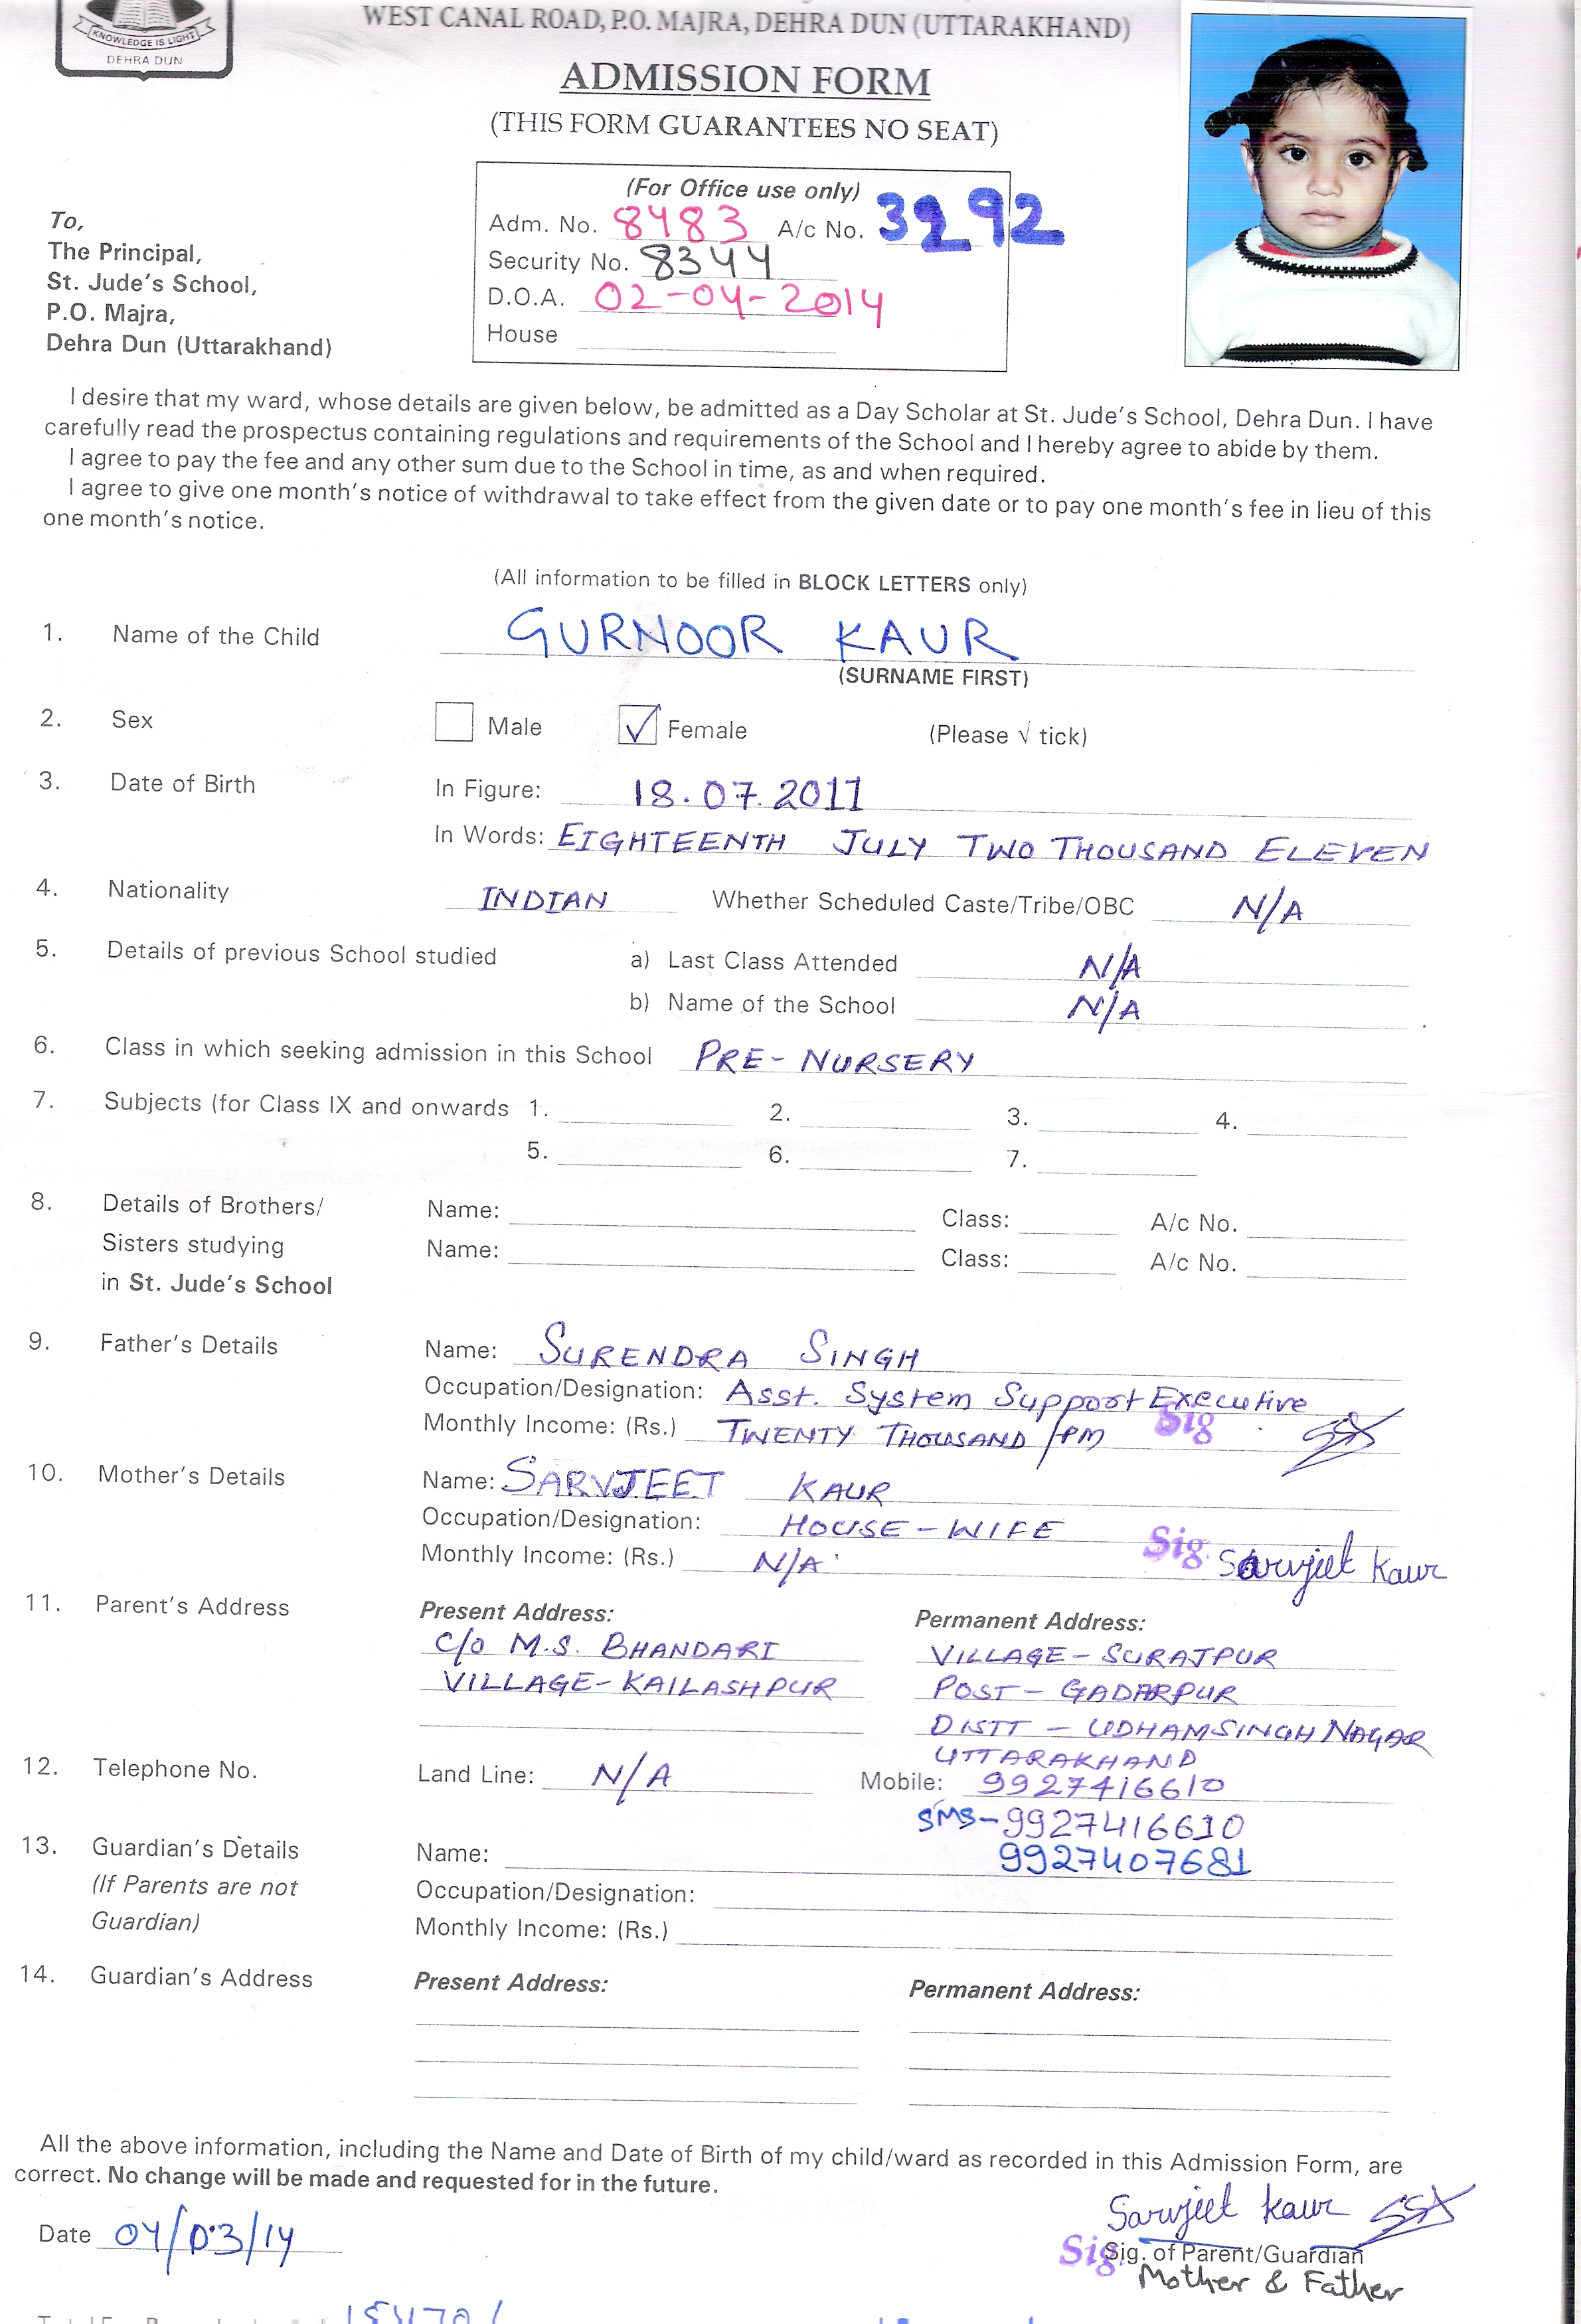 KNOWLEDGE IS LIGHT
DEHRA DUN
WEST CANAL ROAD, P.O. MAJRA, DEHRA DUN (UTTARAKHAND)
ADMISSION FORM
(THIS FORM GUARANTEES NO SEAT)
(For Office use only)
Adm. No. 8483 A/c No. 3292
Security No. 8344
D.O.A. 02-04-2014
House
To,
The Principal,
St. Jude's School,
P.O. Majra,
Dehra Dun (Uttarakhand)
I desire that my ward, whose details are given below, be admitted as a Day Scholar at St. Jude's School, Dehra Dun. I have
carefully read the prospectus containing regulations and requirements of the School and I hereby agree to abide by them.
I agree to pay the fee and any other sum due to the School in time, as and when required.
I agree to give one month's notice of withdrawal to take effect from the given date or to pay one month's fee in lieu of this
one month's notice.
(All information to be filled in BLOCK LETTERS only)
1. Name of the Child GURNOOR KAUR
(SURNAME FIRST)
2. Sex Male ✓ Female (Please √ tick)
3. Date of Birth In Figure: 18.07.2011
In Words: EIGHTEENTH JULY TWO THOUSAND ELEVEN
4. Nationality INDIAN Whether Scheduled Caste/Tribe/OBC N/A
5. Details of previous School studied a) Last Class Attended N/A
b) Name of the School N/A
6. Class in which seeking admission in this School PRE-NURSERY
7. Subjects (for Class IX and onwards 1. 2. 3. 4.
5. 6. 7.
8. Details of Brothers/ Name: Class: A/c No.
Sisters studying Name: Class: A/c No.
in St. Jude's School
9. Father's Details Name: SURENDRA SINGH
Occupation/Designation: Asst. System Support Executive
Monthly Income: (Rs.) TWENTY THOUSAND /PM Sig
10. Mother's Details Name: SARVJEET KAUR
Occupation/Designation: HOUSE-WIFE
Monthly Income: (Rs.) N/A Sig. Sarvjeet Kaur
11. Parent's Address Present Address: Permanent Address:
C/o M.S. BHANDARI VILLAGE - SURAJPUR
VILLAGE-KAILASHPUR POST - GADARPUR
DISTT - UDHAMSINGH NAGAR
UTTARAKHAND
12. Telephone No. Land Line: N/A Mobile: 9927416610
SMS-9927416610
9927407681
13. Guardian's Details Name:
(If Parents are not Occupation/Designation:
Guardian) Monthly Income: (Rs.)
14. Guardian's Address Present Address: Permanent Address:
All the above information, including the Name and Date of Birth of my child/ward as recorded in this Admission Form, are
correct. No change will be made and requested for in the future.
Sarvjeet Kaur
Date 04/03/14
Sig. Sig. of Parent/Guardian
Mother & Father